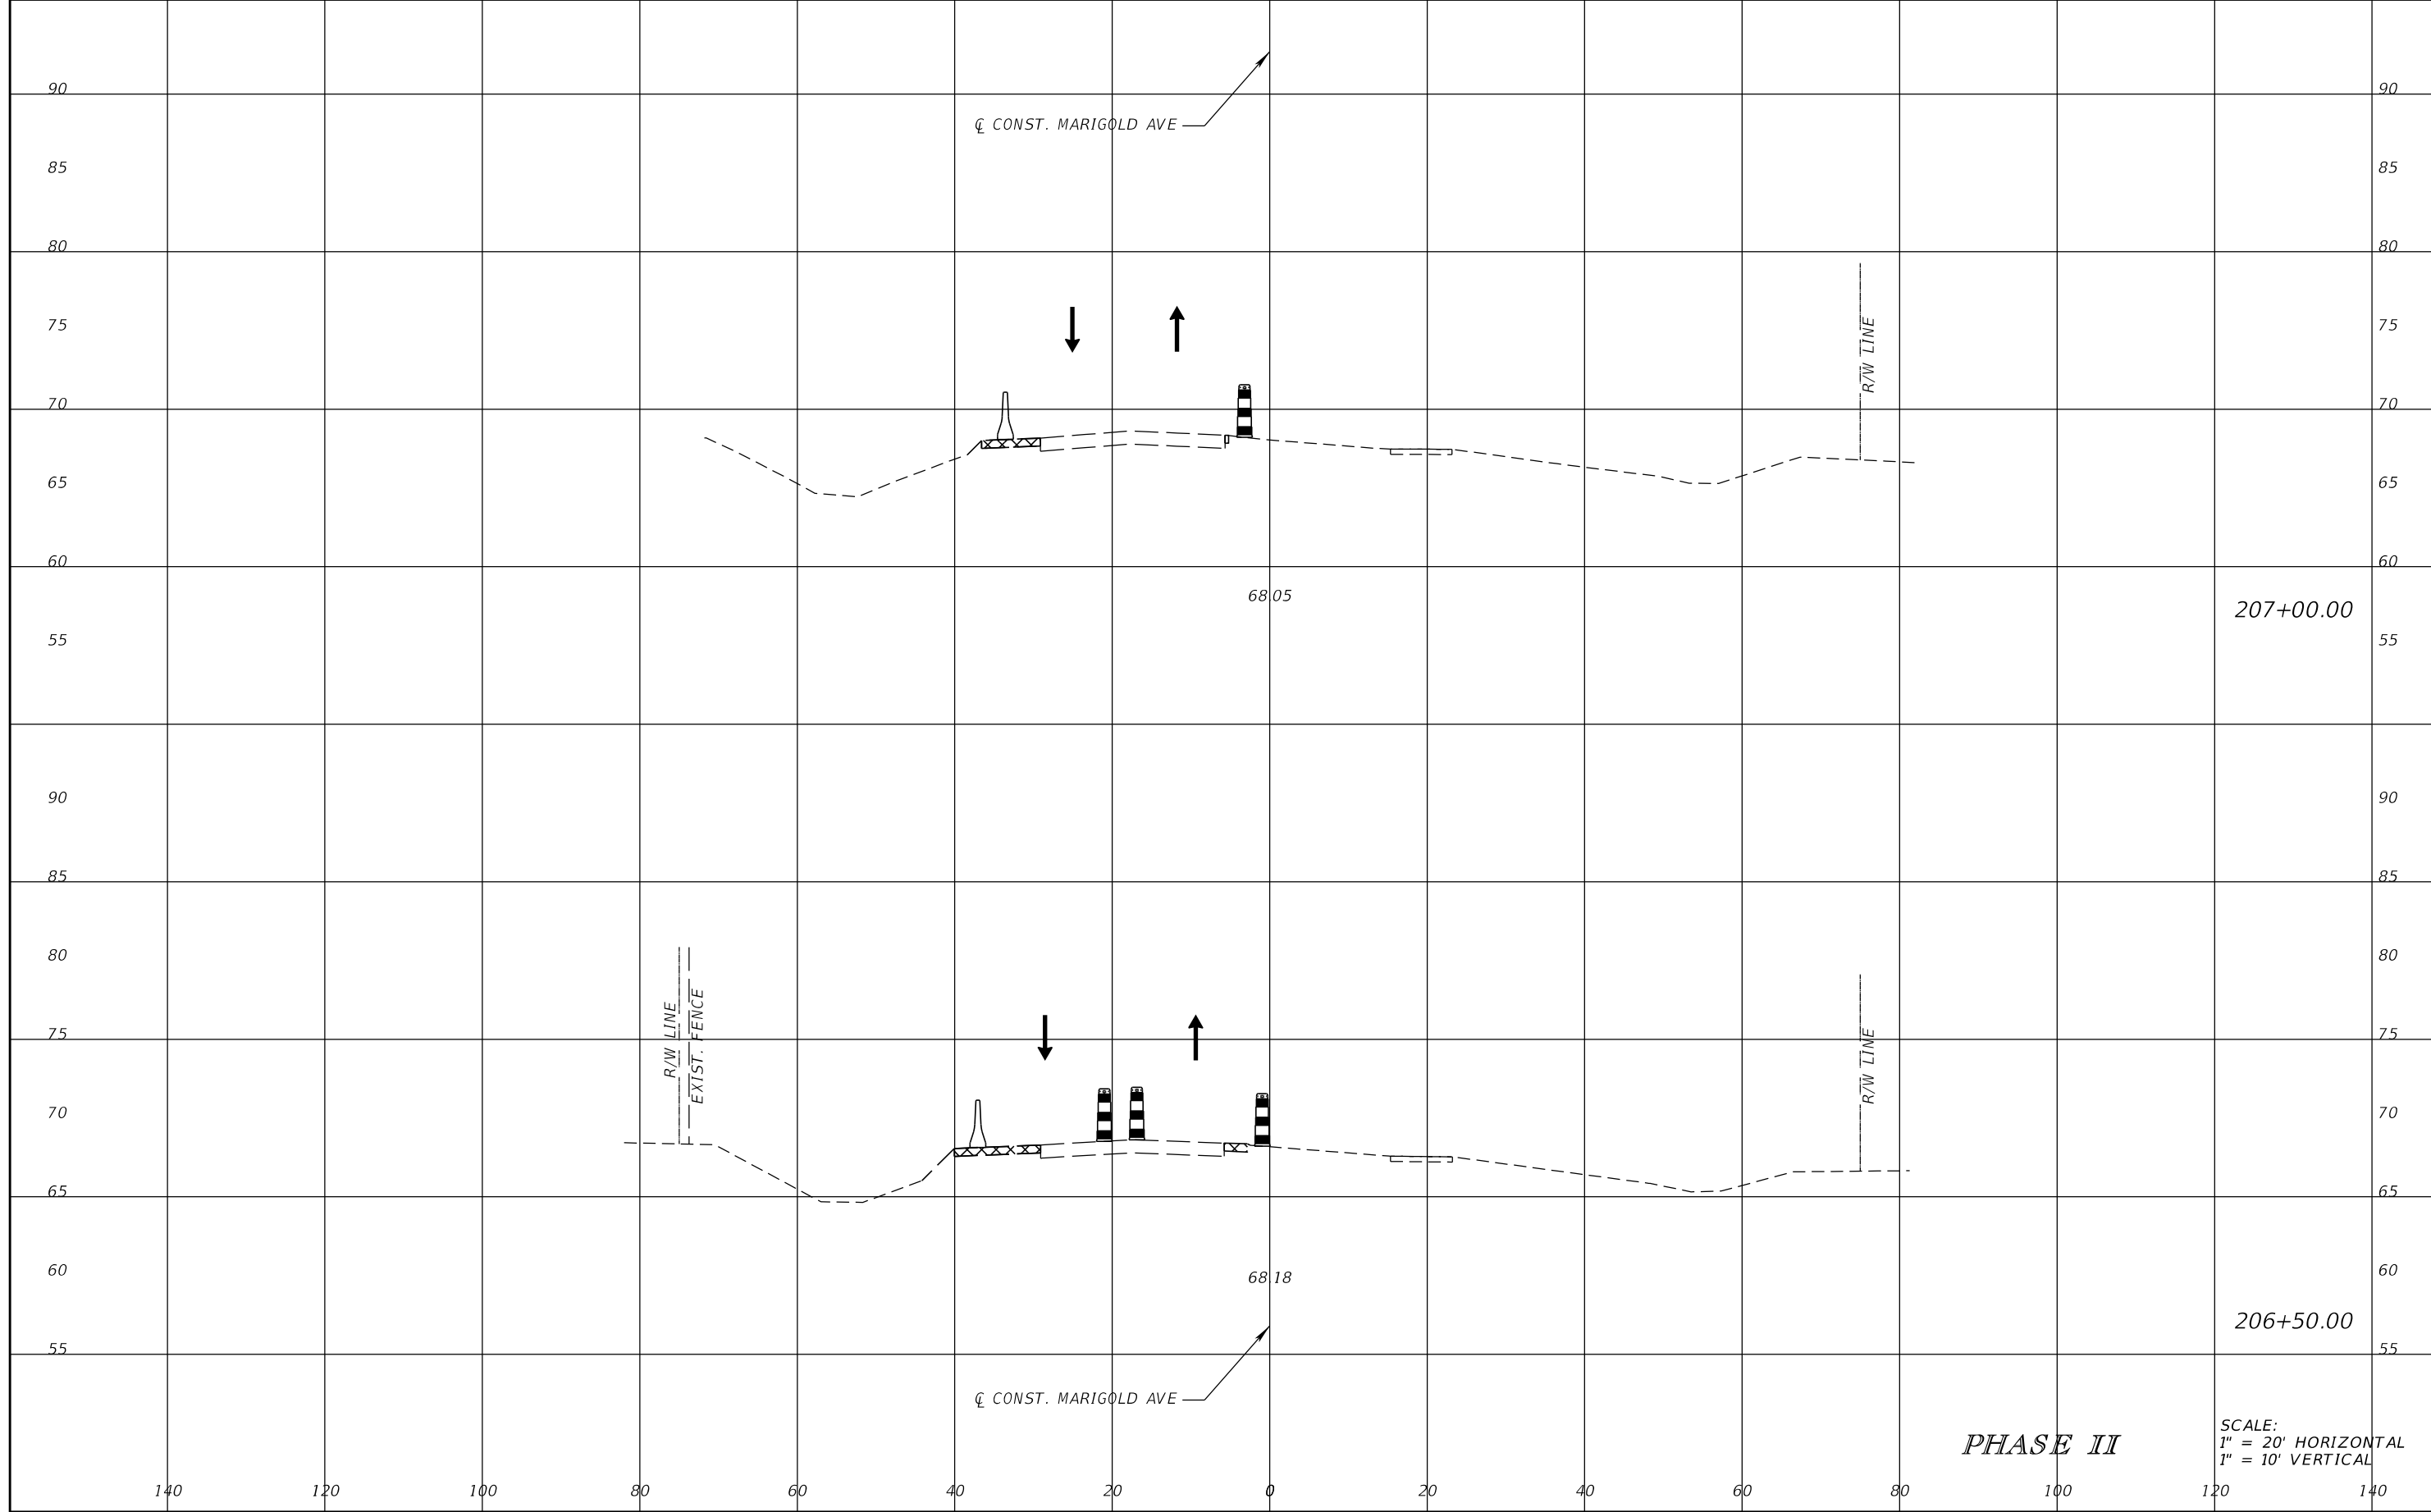 90 90
℄ CONST. MARIGOLD AVE
85 85
80 80
75 75
R/W LINE
70 70
65 65
60 60
68.05
207+00.00
55 55
90 90
85 85
80 80
R/W LINE
EXIST. FENCE
75 75
R/W LINE
70 70
65 65
60 60
68.18
206+50.00
55 55
℄ CONST. MARIGOLD AVE
PHASE II
SCALE:
1" = 20' HORIZONTAL
1" = 10' VERTICAL
140 120 100 80 60 40 20 0 20 40 60 80 100 120 140